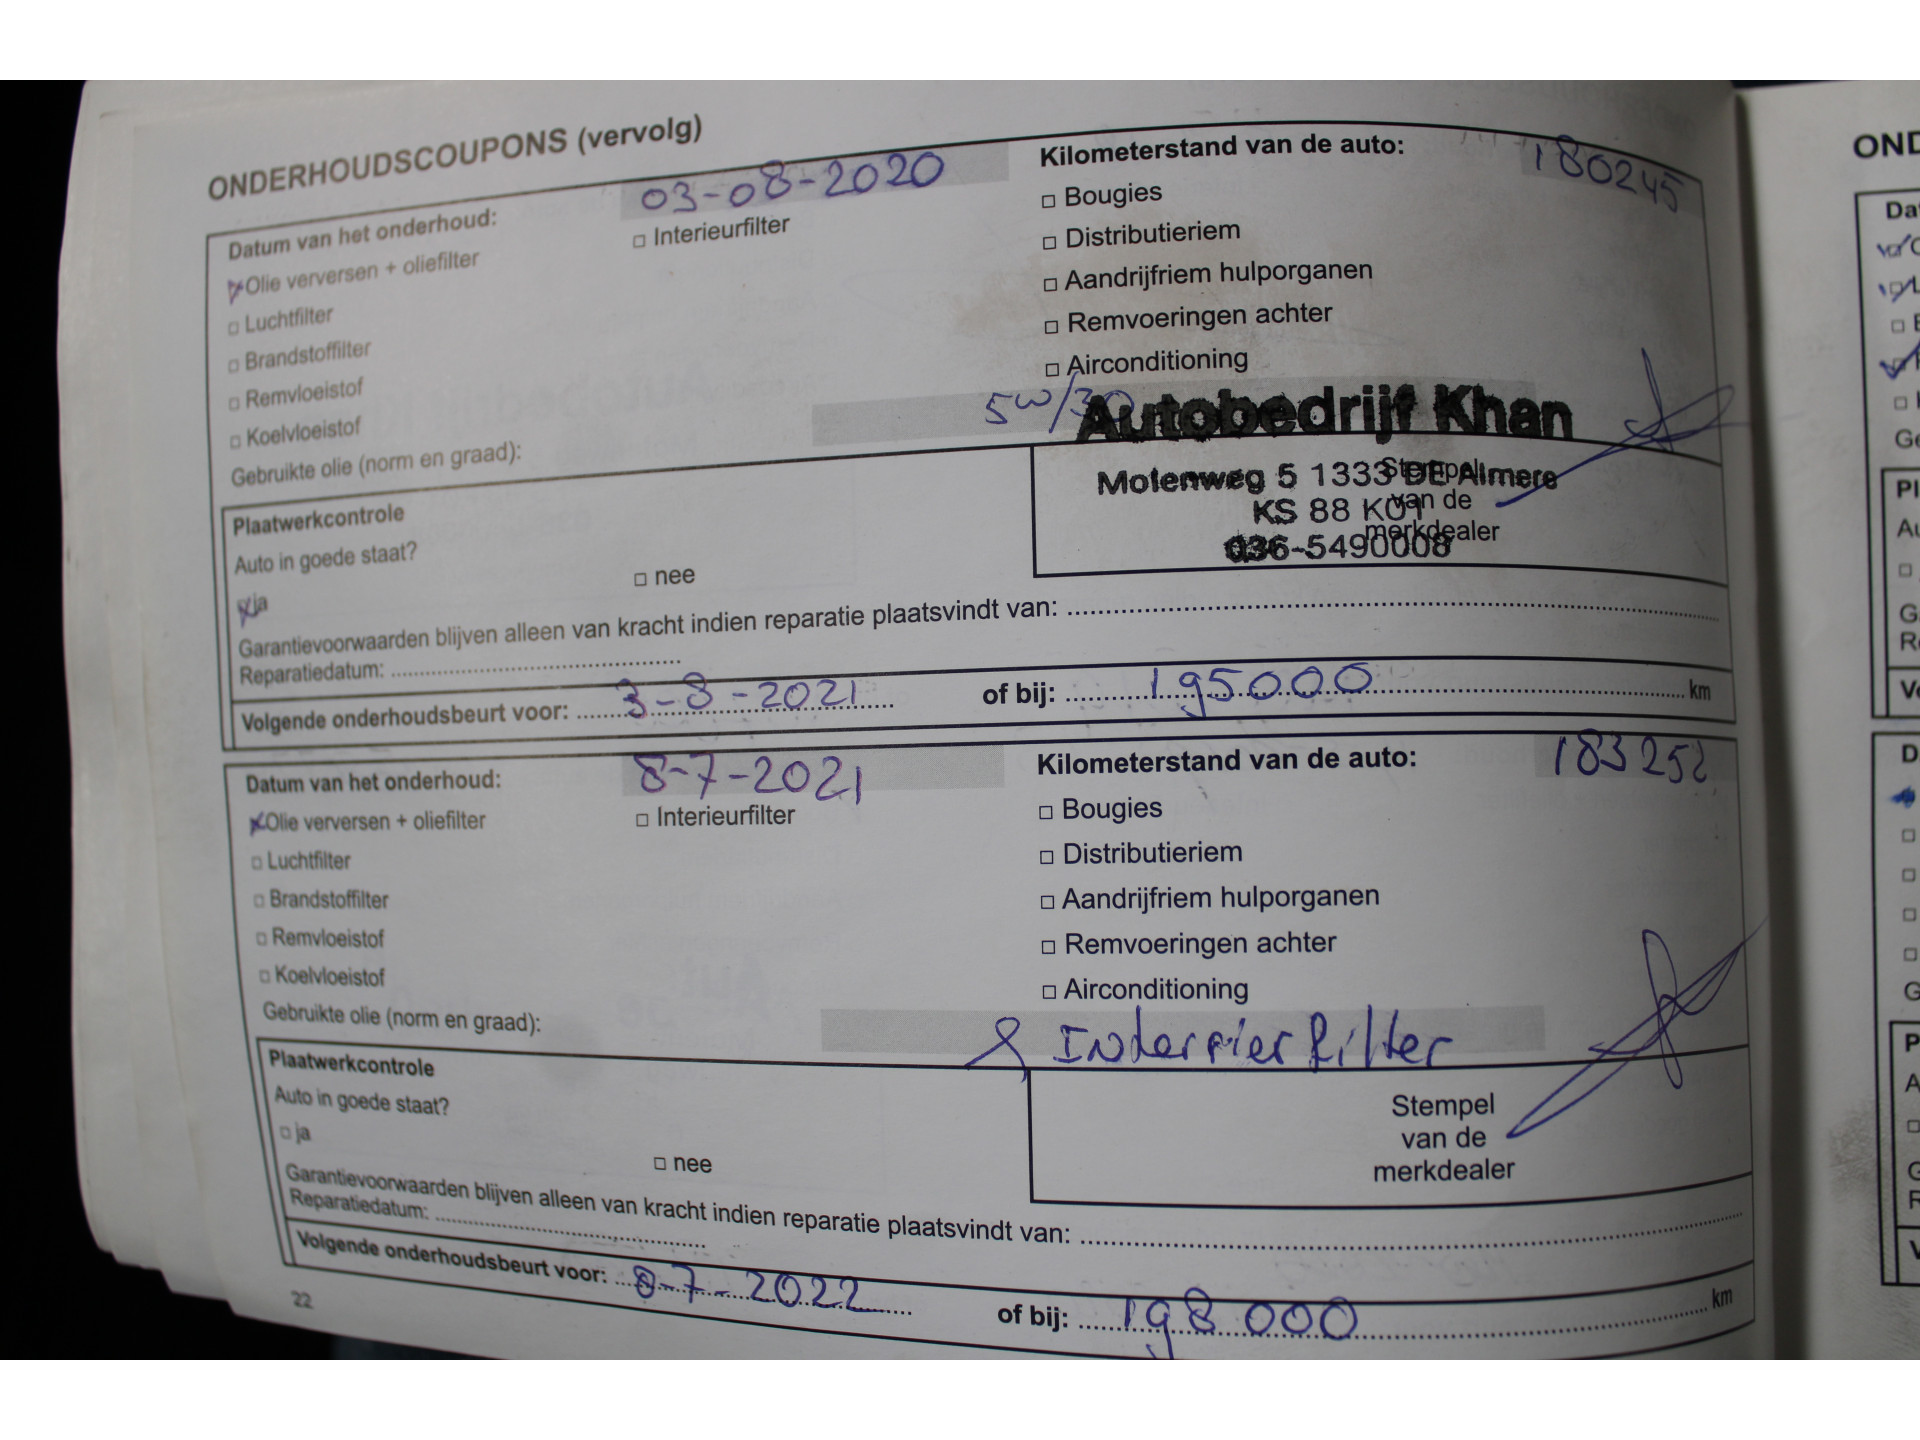 ONDERHOUDSCOUPONS (vervolg)
Datum van het onderhoud: 03-08-2020
Kilometerstand van de auto: 180245
Olie verversen + oliefilter
Interieurfilter
Luchtfilter
Brandstoffilter
Remvloeistof
Koelvloeistof
Bougies
Distributieriem
Aandrijfriem hulporganen
Remvoeringen achter
Airconditioning
Gebruikte olie (norm en graad): 5w/30
Autobedrijf Khan
Molenweg 5 1333 DE Almere
KS 88 K01
036-5490008
Stempel
van de
merkdealer
Plaatwerkcontrole
Auto in goede staat?
ja
nee
Garantievoorwaarden blijven alleen van kracht indien reparatie plaatsvindt van:
Reparatiedatum:
Volgende onderhoudsbeurt voor: 3-8-2021 of bij: 195000 km
Datum van het onderhoud: 8-7-2021
Kilometerstand van de auto: 183252
Olie verversen + oliefilter
Interieurfilter
Luchtfilter
Brandstoffilter
Remvloeistof
Koelvloeistof
Bougies
Distributieriem
Aandrijfriem hulporganen
Remvoeringen achter
Airconditioning
Gebruikte olie (norm en graad):
& Inderrierfilter
Plaatwerkcontrole
Auto in goede staat?
ja
nee
Stempel
van de
merkdealer
Garantievoorwaarden blijven alleen van kracht indien reparatie plaatsvindt van:
Reparatiedatum:
Volgende onderhoudsbeurt voor: 8-7-2022 of bij: 198000 km
22